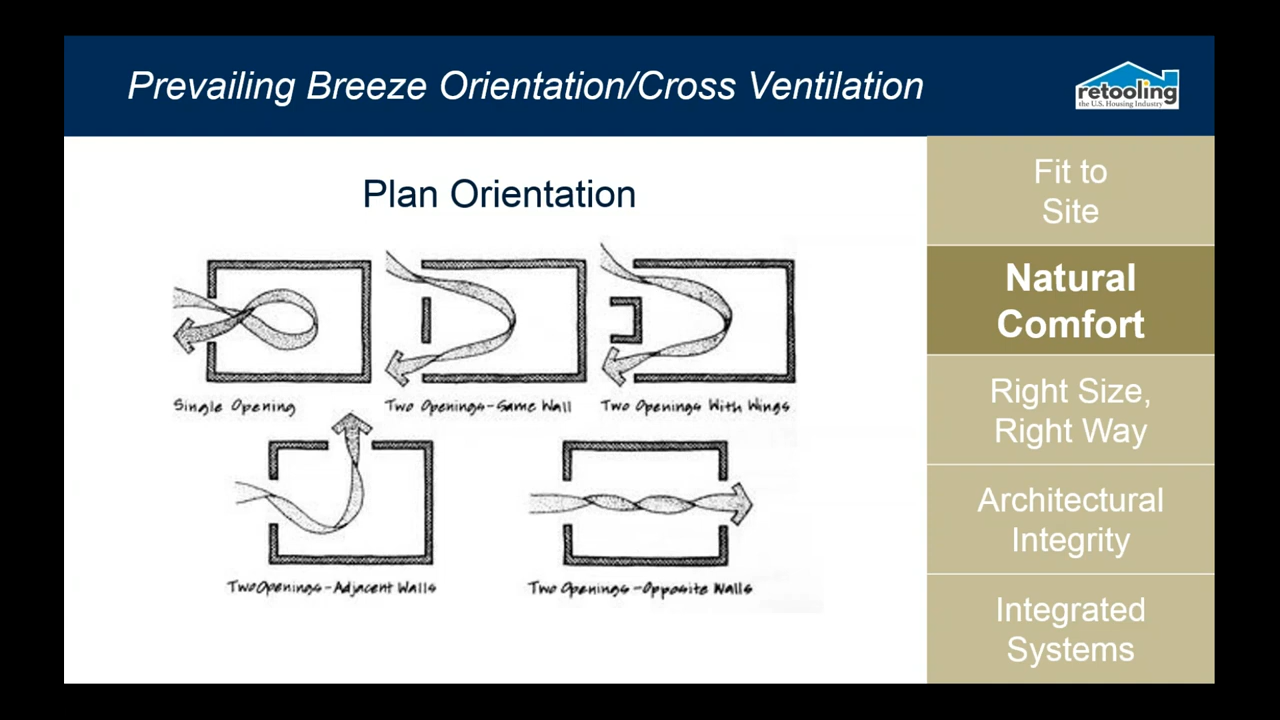 Prevailing Breeze Orientation/Cross Ventilation
retooling
the U.S. Housing Industry
Plan Orientation
Single Opening
Two Openings-Same Wall
Two Openings With Wings
Two Openings-Adjacent Walls
Two Openings-Opposite Walls
Fit to
Site
Natural
Comfort
Right Size,
Right Way
Architectural
Integrity
Integrated
Systems